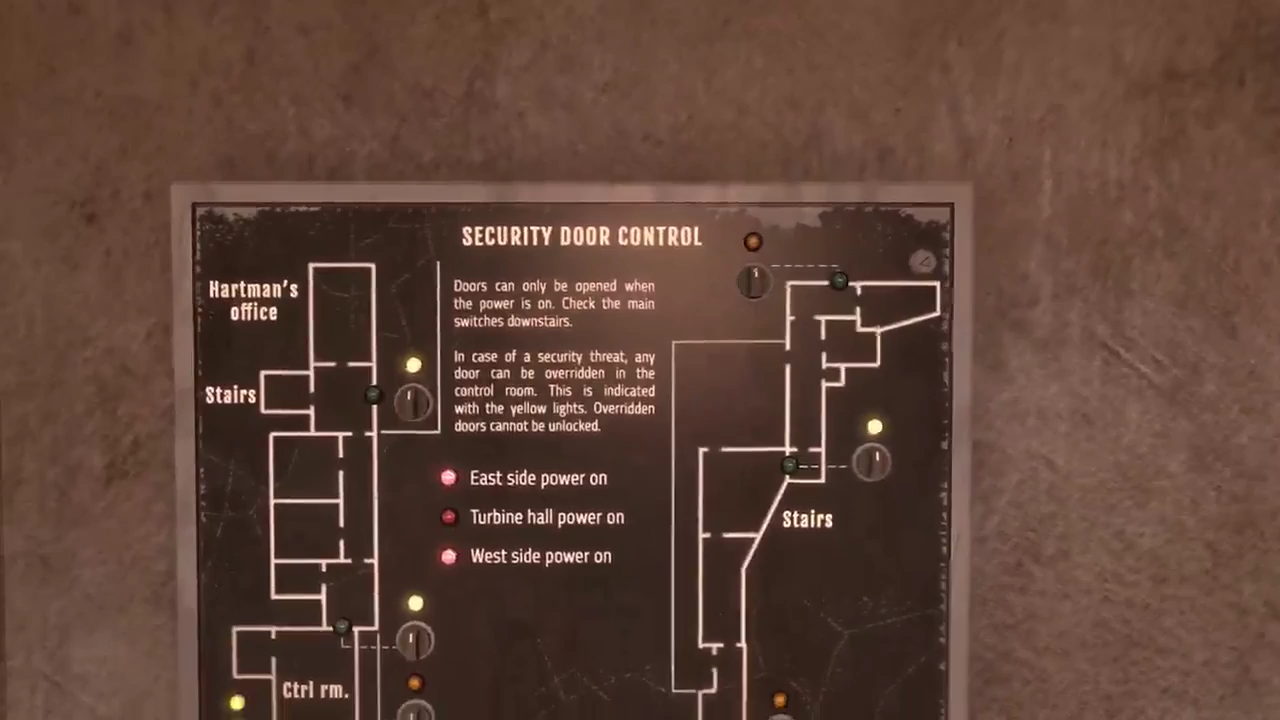 SECURITY DOOR CONTROL
Hartman's
office
Stairs
Doors can only be opened when
the power is on. Check the main
switches downstairs.
In case of a security threat, any
door can be overridden in the
control room. This is indicated
with the yellow lights. Overridden
doors cannot be unlocked.
East side power on
Turbine hall power on
West side power on
Stairs
Ctrl rm.